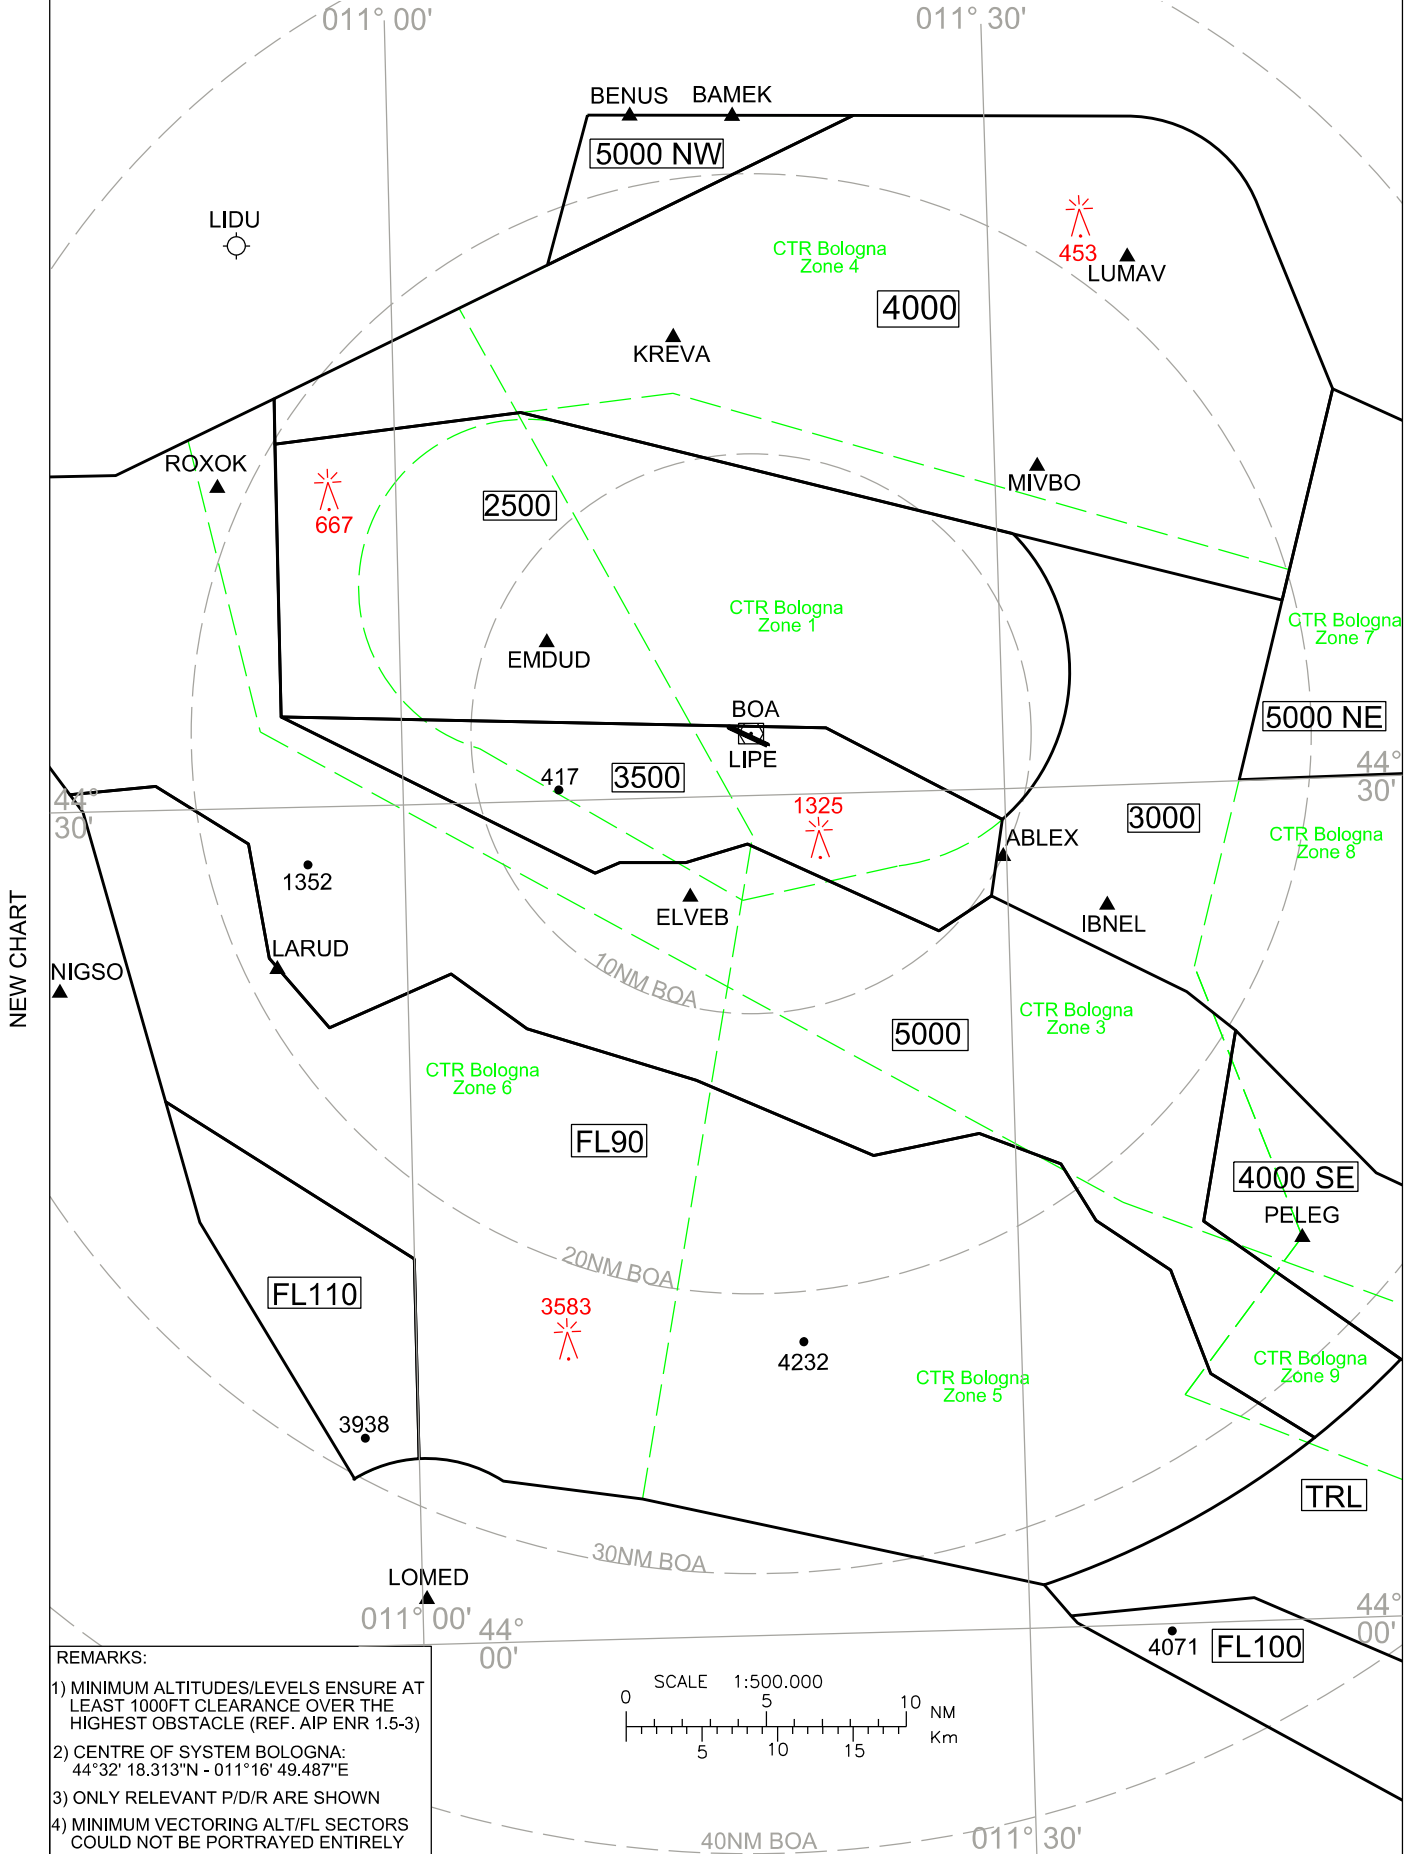 011° 00'
011° 30'
BENUS
BAMEK
5000 NW
LIDU
453
LUMAV
CTR Bologna
Zone 4
4000
KREVA
ROXOK
667
2500
MIVBO
CTR Bologna
Zone 1
CTR Bologna
Zone 7
EMDUD
BOA
LIPE
5000 NE
44°
30'
417
3500
44°
30'
1325
3000
ABLEX
CTR Bologna
Zone 8
1352
NEW CHART
ELVEB
IBNEL
LARUD
NIGSO
10NM BOA
CTR Bologna
Zone 3
5000
CTR Bologna
Zone 6
FL90
4000 SE
PELEG
20NM BOA
FL110
3583
4232
CTR Bologna
Zone 9
CTR Bologna
Zone 5
3938
TRL
30NM BOA
LOMED
011° 00'
44°
00'
44°
00'
4071
FL100
REMARKS:
1) MINIMUM ALTITUDES/LEVELS ENSURE AT
LEAST 1000FT CLEARANCE OVER THE
HIGHEST OBSTACLE (REF. AIP ENR 1.5-3)
2) CENTRE OF SYSTEM BOLOGNA:
44°32' 18.313"N - 011°16' 49.487"E
3) ONLY RELEVANT P/D/R ARE SHOWN
4) MINIMUM VECTORING ALT/FL SECTORS
COULD NOT BE PORTRAYED ENTIRELY
SCALE 1:500.000
0 5 10 NM
5 10 15 Km
40NM BOA
011° 30'